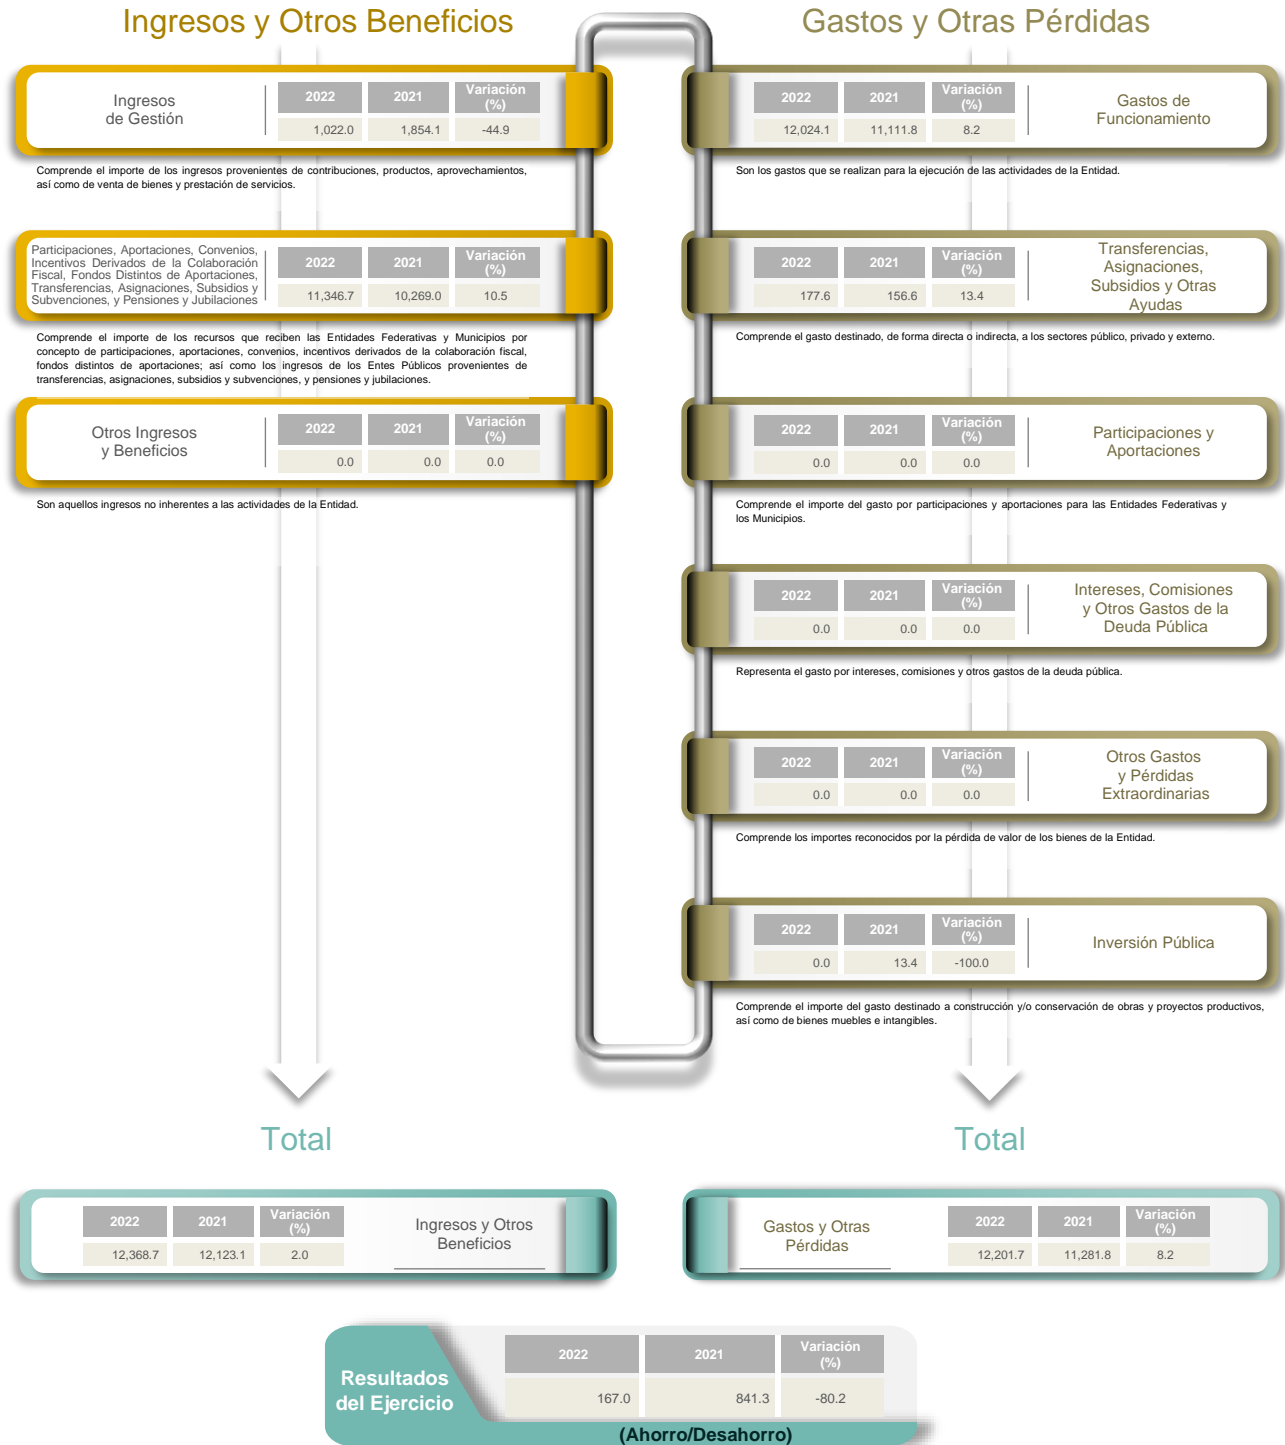 Ingresos y Otros Beneficios
Ingresos
de Gestión
2022 2021 Variación
(%)
1,022.0 1,854.1 -44.9
Comprende el importe de los ingresos provenientes de contribuciones, productos, aprovechamientos,
así como de venta de bienes y prestación de servicios.
Participaciones, Aportaciones, Convenios,
Incentivos Derivados de la Colaboración
Fiscal, Fondos Distintos de Aportaciones,
Transferencias, Asignaciones, Subsidios y
Subvenciones, y Pensiones y Jubilaciones
2022 2021 Variación
(%)
11,346.7 10,269.0 10.5
Comprende el importe de los recursos que reciben las Entidades Federativas y Municipios por
concepto de participaciones, aportaciones, convenios, incentivos derivados de la colaboración fiscal,
fondos distintos de aportaciones; así como los ingresos de los Entes Públicos provenientes de
transferencias, asignaciones, subsidios y subvenciones, y pensiones y jubilaciones.
Otros Ingresos
y Beneficios
2022 2021 Variación
(%)
0.0 0.0 0.0
Son aquellos ingresos no inherentes a las actividades de la Entidad.
Gastos y Otras Pérdidas
2022 2021 Variación
(%)
12,024.1 11,111.8 8.2
Gastos de
Funcionamiento
Son los gastos que se realizan para la ejecución de las actividades de la Entidad.
2022 2021 Variación
(%)
177.6 156.6 13.4
Transferencias,
Asignaciones,
Subsidios y Otras
Ayudas
Comprende el gasto destinado, de forma directa o indirecta, a los sectores público, privado y externo.
2022 2021 Variación
(%)
0.0 0.0 0.0
Participaciones y
Aportaciones
Comprende el importe del gasto por participaciones y aportaciones para las Entidades Federativas y
los Municipios.
2022 2021 Variación
(%)
0.0 0.0 0.0
Intereses, Comisiones
y Otros Gastos de la
Deuda Pública
Representa el gasto por intereses, comisiones y otros gastos de la deuda pública.
2022 2021 Variación
(%)
0.0 0.0 0.0
Otros Gastos
y Pérdidas
Extraordinarias
Comprende los importes reconocidos por la pérdida de valor de los bienes de la Entidad.
2022 2021 Variación
(%)
0.0 13.4 -100.0
Inversión Pública
Comprende el importe del gasto destinado a construcción y/o conservación de obras y proyectos productivos,
así como de bienes muebles e intangibles.
Total
2022 2021 Variación
(%)
12,368.7 12,123.1 2.0
Ingresos y Otros
Beneficios
Total
Gastos y Otras
Pérdidas
2022 2021 Variación
(%)
12,201.7 11,281.8 8.2
Resultados
del Ejercicio
2022 2021 Variación
(%)
167.0 841.3 -80.2
(Ahorro/Desahorro)